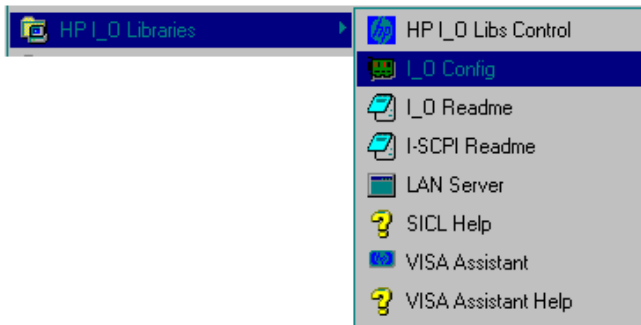 HP I_O Libraries
HP I_O Libs Control
I_O Config
I_O Readme
I-SCPI Readme
LAN Server
SICL Help
VISA Assistant
VISA Assistant Help